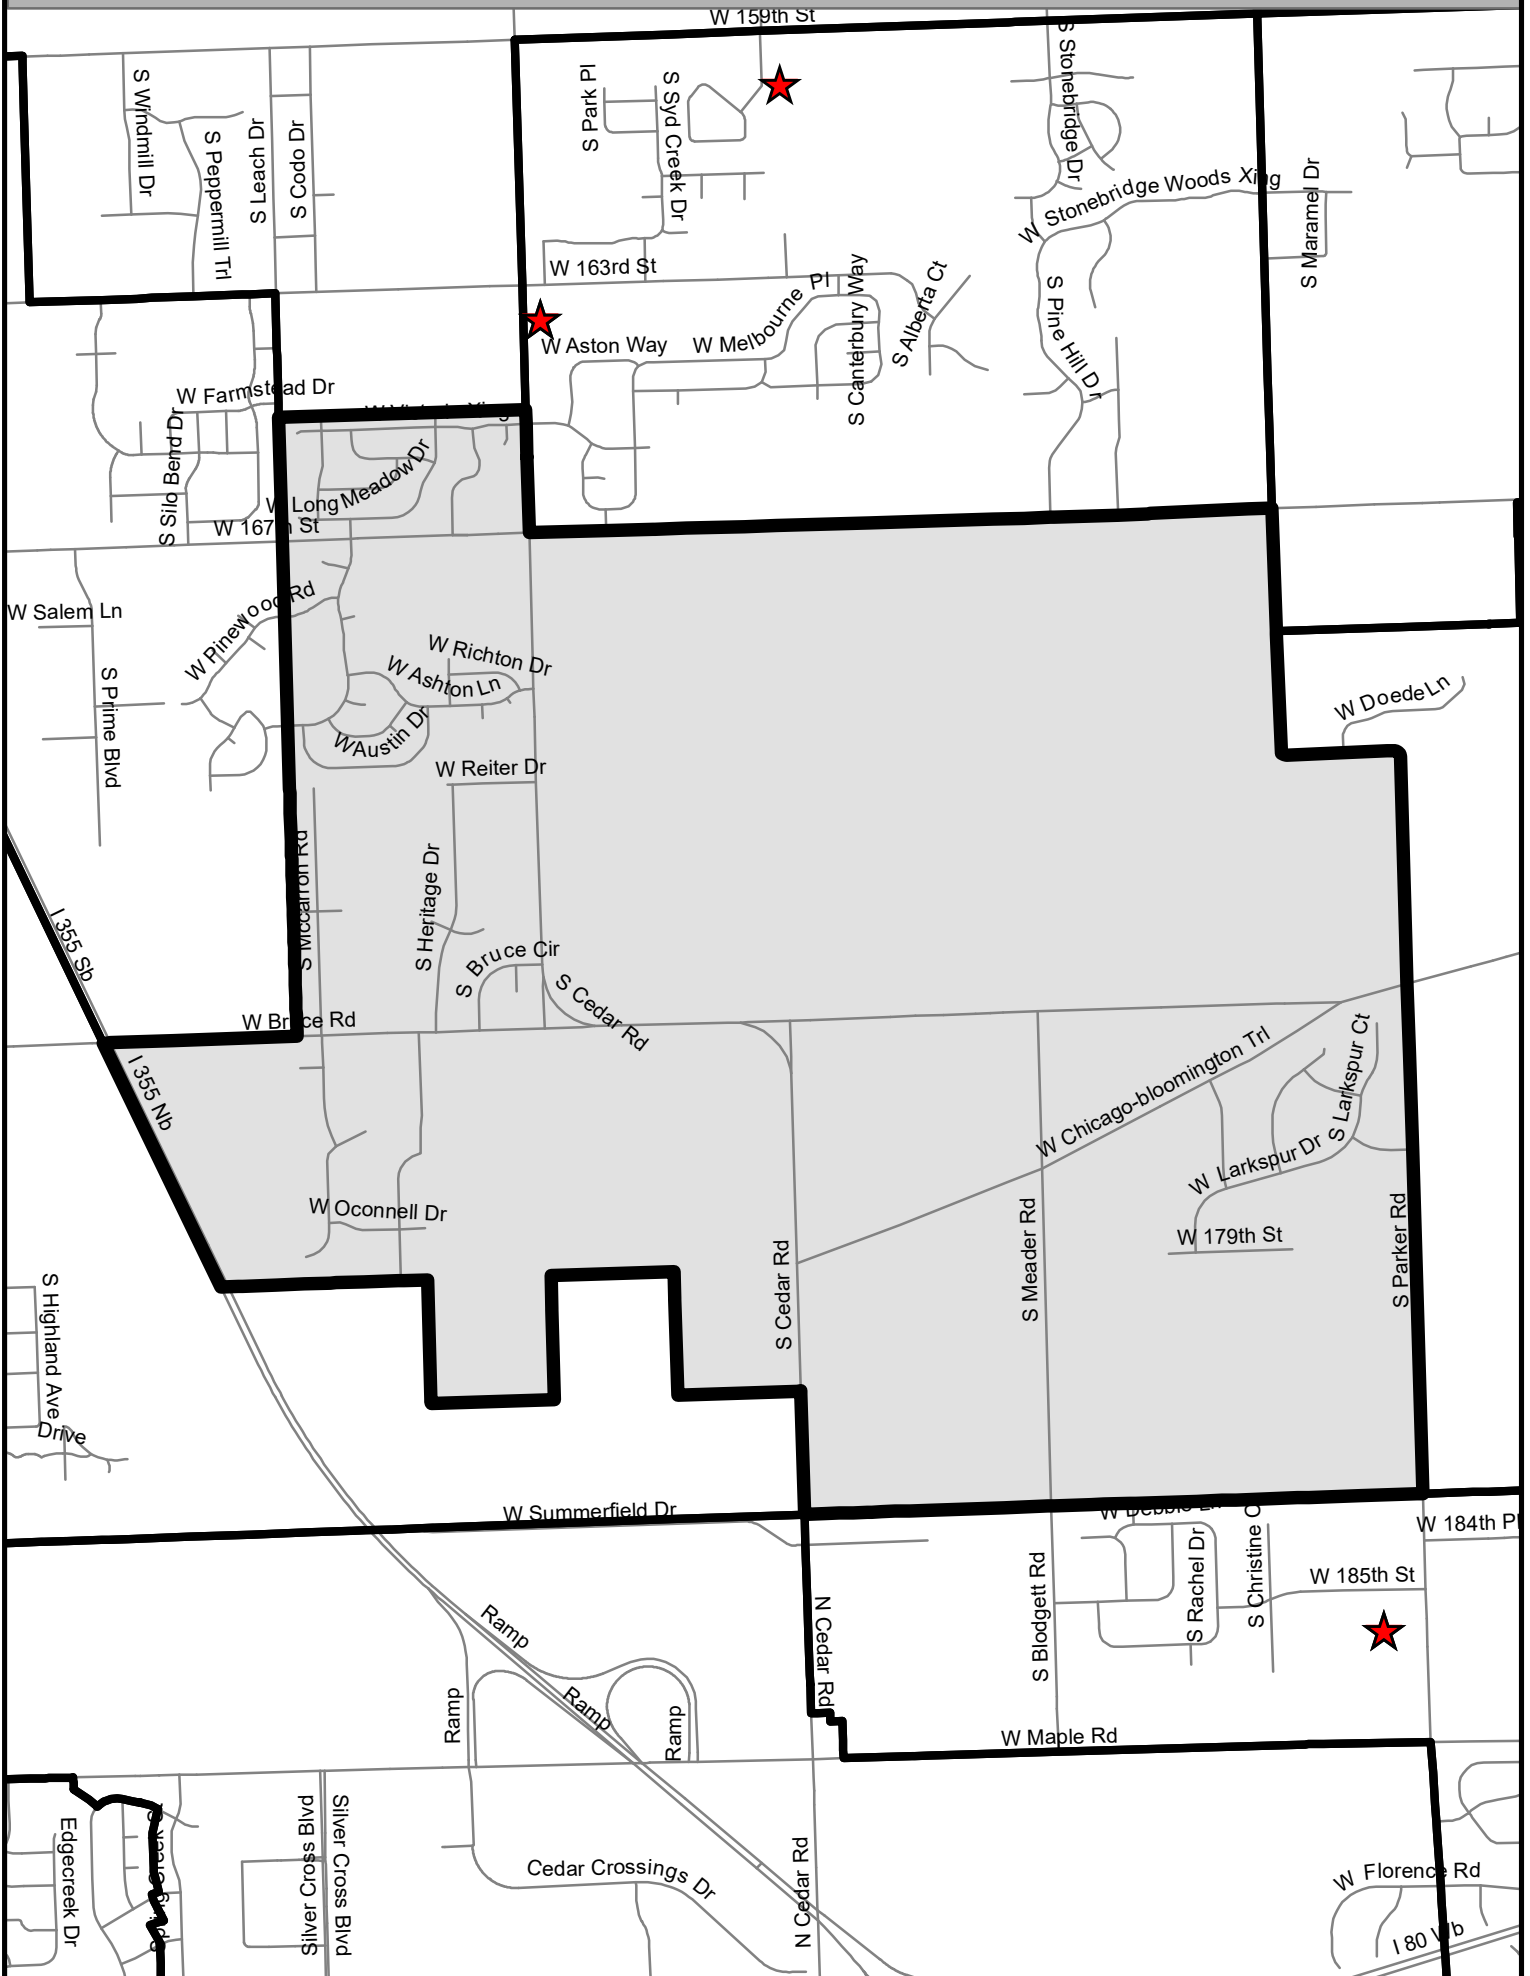 W 159th St
S Windmill Dr
S Peppermill Trl
S Leach Dr
S Codo Dr
S Park Pl
S Syd Creek Dr
S Stonebridge Dr
W Stonebridge Woods Xing
S Maramel Dr
W 163rd St
W Aston Way
W Melbourne Pl
S Canterbury Way
S Alberta Ct
S Pine Hill Dr
W Farmstead Dr
S Silo Bend Dr
W Long Meadow Dr
W 167th St
W Salem Ln
W Pinewood Rd
S Prime Blvd
W Richton Dr
W Ashton Ln
W Austin Dr
W Reiter Dr
W Doede Ln
S Mccarron Rd
S Heritage Dr
S Bruce Cir
S Cedar Rd
I 355 Sb
W Bruce Rd
I 355 Nb
W Chicago-bloomington Trl
S Larkspur Ct
W Larkspur Dr
W 179th St
W Oconnell Dr
S Cedar Rd
S Meader Rd
S Parker Rd
S Highland Ave
Drive
W Summerfield Dr
W Debbie Ln
W 184th Pl
S Rachel Dr
S Christine C
W 185th St
S Blodgett Rd
N Cedar Rd
Ramp
Ramp
Ramp
Ramp
W Maple Rd
Edgecreek Dr
Silver Cross Blvd
Silver Cross Blvd
Cedar Crossings Dr
N Cedar Rd
W Florence Rd
I 80 Wb